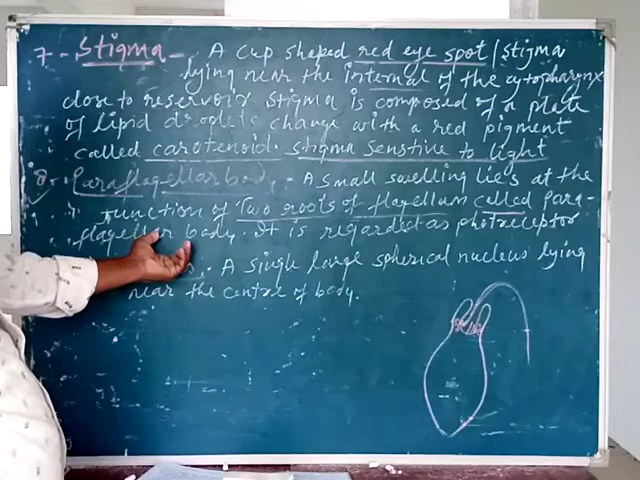 7 - - Stigma - A cup shaped red eye spot / stigma
lying near the internal of the cytopharynx
close to reservoir. stigma is composed of a plate
of lipid droplets change with a red pigment
called carotenoid. stigma sensitive to light
8. Paraflagellar body. - A small swelling lies at the
junction of Two roots of flagellum called Para-
flagellar body. It is regarded as photoreceptor
A single large spherical nucleus lying
near the centre of body.